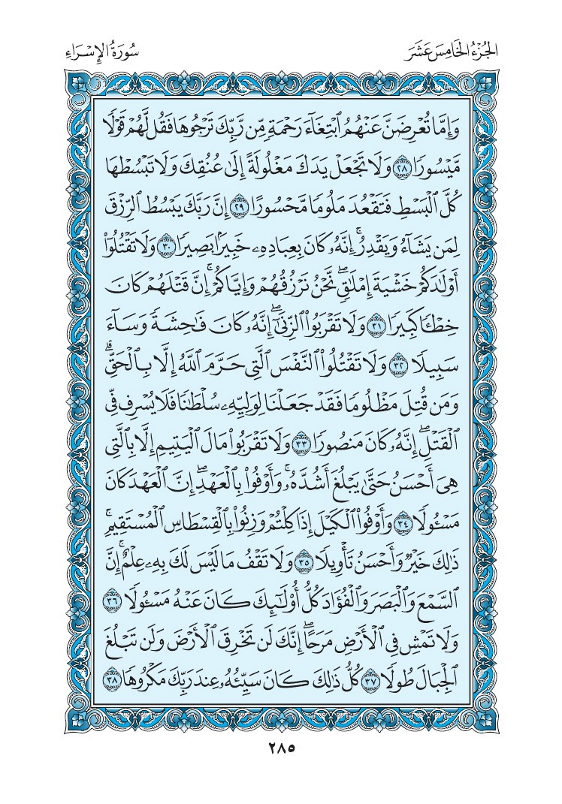 الجُزْءُ الخَامِسَ عَشَرَ
سُورَةُ الإِسْرَاءِ
وَإِمَّا تُعْرِضَنَّ عَنْهُمُ ٱبْتِغَآءَ رَحْمَةٖ مِّن رَّبِّكَ تَرْجُوهَا فَقُل لَّهُمْ قَوْلٗا
مَّيْسُورٗا ٢٨ وَلَا تَجْعَلْ يَدَكَ مَغْلُولَةً إِلَىٰ عُنُقِكَ وَلَا تَبْسُطْهَا
كُلَّ ٱلْبَسْطِ فَتَقْعُدَ مَلُومٗا مَّحْسُورًا ٢٩ إِنَّ رَبَّكَ يَبْسُطُ ٱلرِّزْقَ
لِمَن يَشَآءُ وَيَقْدِرُۚ إِنَّهُۥ كَانَ بِعِبَادِهِۦ خَبِيرَۢا بَصِيرٗا ٣٠ وَلَا تَقْتُلُوٓاْ
أَوْلَٰدَكُمْ خَشْيَةَ إِمْلَٰقٖۖ نَّحْنُ نَرْزُقُهُمْ وَإِيَّاكُمْۚ إِنَّ قَتْلَهُمْ كَانَ
خِطْـٔٗا كَبِيرٗا ٣١ وَلَا تَقْرَبُواْ ٱلزِّنَىٰٓۖ إِنَّهُۥ كَانَ فَٰحِشَةٗ وَسَآءَ
سَبِيلٗا ٣٢ وَلَا تَقْتُلُواْ ٱلنَّفْسَ ٱلَّتِي حَرَّمَ ٱللَّهُ إِلَّا بِٱلْحَقِّۗ
وَمَن قُتِلَ مَظْلُومٗا فَقَدْ جَعَلْنَا لِوَلِيِّهِۦ سُلْطَٰنٗا فَلَا يُسْرِف فِّي
ٱلْقَتْلِۖ إِنَّهُۥ كَانَ مَنصُورٗا ٣٣ وَلَا تَقْرَبُواْ مَالَ ٱلْيَتِيمِ إِلَّا بِٱلَّتِي
هِيَ أَحْسَنُ حَتَّىٰ يَبْلُغَ أَشُدَّهُۥۚ وَأَوْفُواْ بِٱلْعَهْدِۖ إِنَّ ٱلْعَهْدَ كَانَ
مَسْـُٔولٗا ٣٤ وَأَوْفُواْ ٱلْكَيْلَ إِذَا كِلْتُمْ وَزِنُواْ بِٱلْقِسْطَاسِ ٱلْمُسْتَقِيمِۚ
ذَٰلِكَ خَيْرٞ وَأَحْسَنُ تَأْوِيلٗا ٣٥ وَلَا تَقْفُ مَا لَيْسَ لَكَ بِهِۦ عِلْمٌۚ إِنَّ
ٱلسَّمْعَ وَٱلْبَصَرَ وَٱلْفُؤَادَ كُلُّ أُوْلَٰٓئِكَ كَانَ عَنْهُ مَسْـُٔولٗا ٣٦
وَلَا تَمْشِ فِي ٱلْأَرْضِ مَرَحًاۖ إِنَّكَ لَن تَخْرِقَ ٱلْأَرْضَ وَلَن تَبْلُغَ
ٱلْجِبَالَ طُولٗا ٣٧ كُلُّ ذَٰلِكَ كَانَ سَيِّئُهُۥ عِندَ رَبِّكَ مَكْرُوهٗا ٣٨
٢٨٥